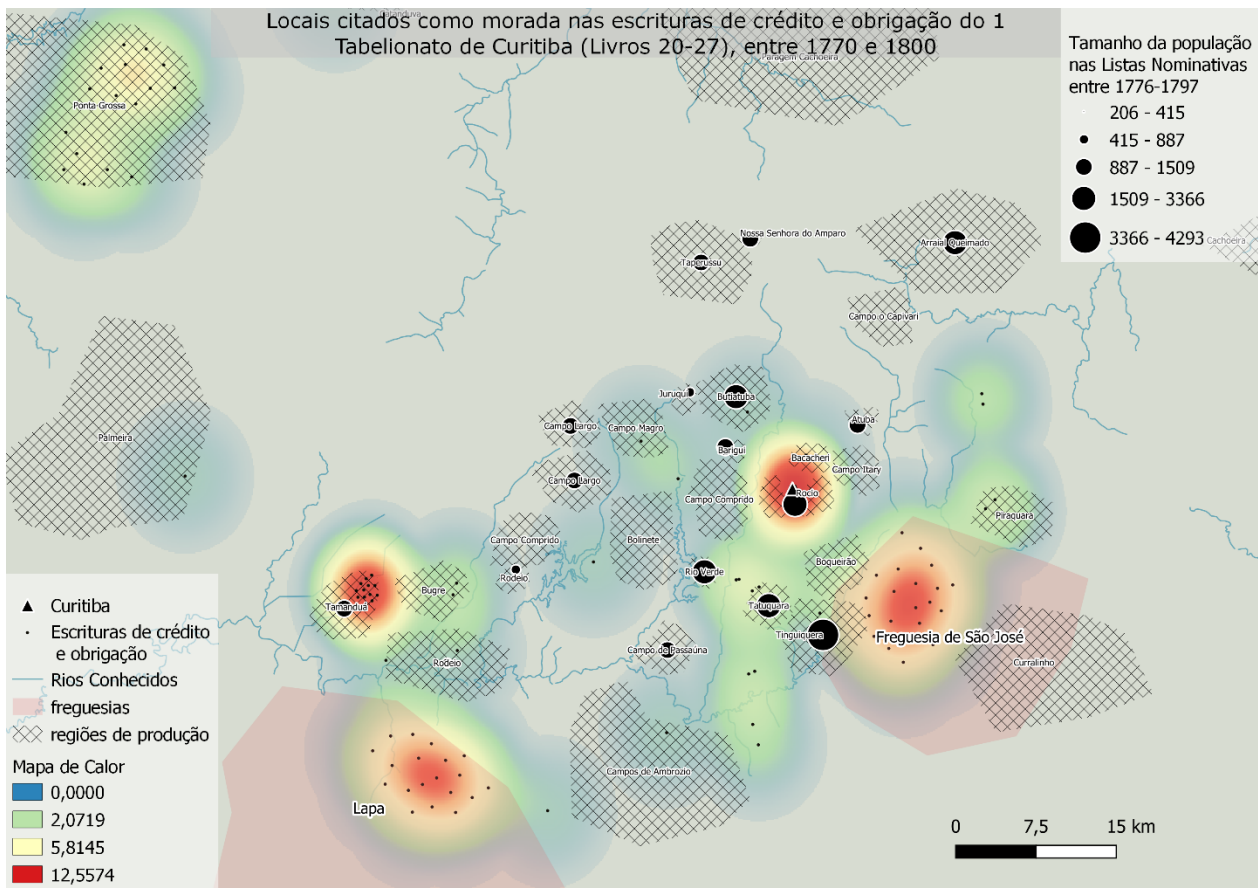 Locais citados como morada nas escrituras de crédito e obrigação do 1
Tabelionato de Curitiba (Livros 20-27), entre 1770 e 1800
Tamanho da população
nas Listas Nominativas
entre 1776-1797
206 - 415
415 - 887
887 - 1509
1509 - 3366
3366 - 4293
Paragem Cachoeira
Ponta Grossa
Nossa Senhora do Amparo
Taperussu
Arraial Queimado
Cachoeira
Campo o Capivari
Juruqui
Butiatuba
Palmeira
Campo Largo
Campo Magro
Atuba
Barigui
Bacacheri
Campo Itary
Campo Largo
Campo Comprido
Rocio
Piraquara
Campo Comprido
Bolinete
Bogueirão
Rodeio
Rio Verde
Bugre
Tamandua
Tatuquara
Tinguiquera
Freguesia de São José
Campo de Passauna
Rodeio
Curralinho
Campos de Ambrozio
Lapa
Curitiba
Escrituras de crédito
e obrigação
Rios Conhecidos
freguesias
regiões de produção
Mapa de Calor
0,0000
2,0719
5,8145
12,5574
0 7,5 15 km